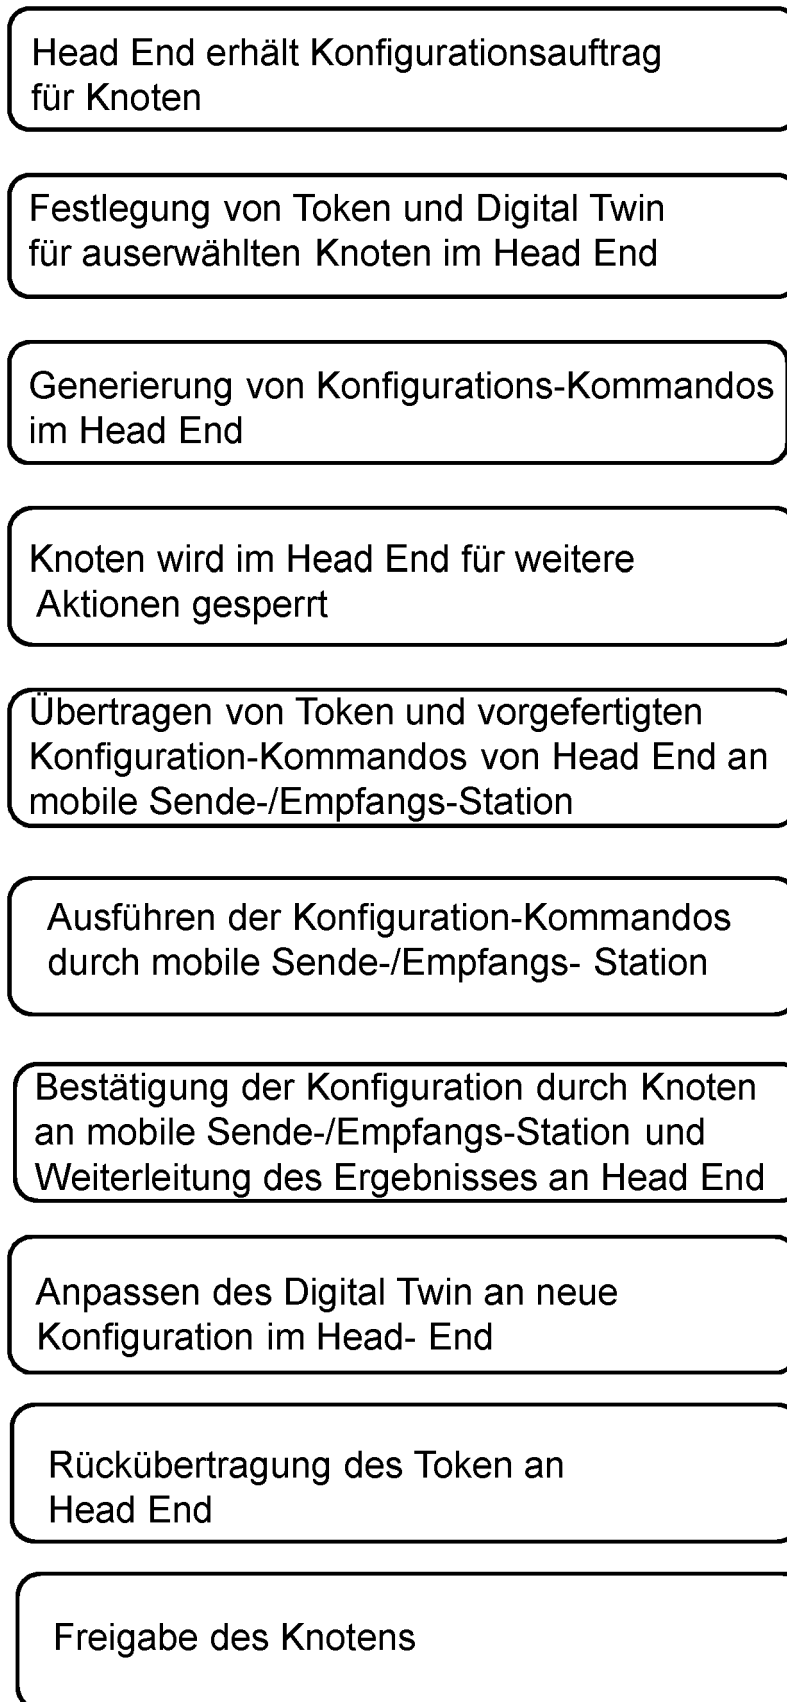 Head End erhält Konfigurationsauftrag
für Knoten
Festlegung von Token und Digital Twin
für auserwählten Knoten im Head End
Generierung von Konfigurations-Kommandos
im Head End
Knoten wird im Head End für weitere
Aktionen gesperrt
Übertragen von Token und vorgefertigten
Konfiguration-Kommandos von Head End an
mobile Sende-/Empfangs-Station
Ausführen der Konfiguration-Kommandos
durch mobile Sende-/Empfangs- Station
Bestätigung der Konfiguration durch Knoten
an mobile Sende-/Empfangs-Station und
Weiterleitung des Ergebnisses an Head End
Anpassen des Digital Twin an neue
Konfiguration im Head- End
Rückübertragung des Token an
Head End
Freigabe des Knotens